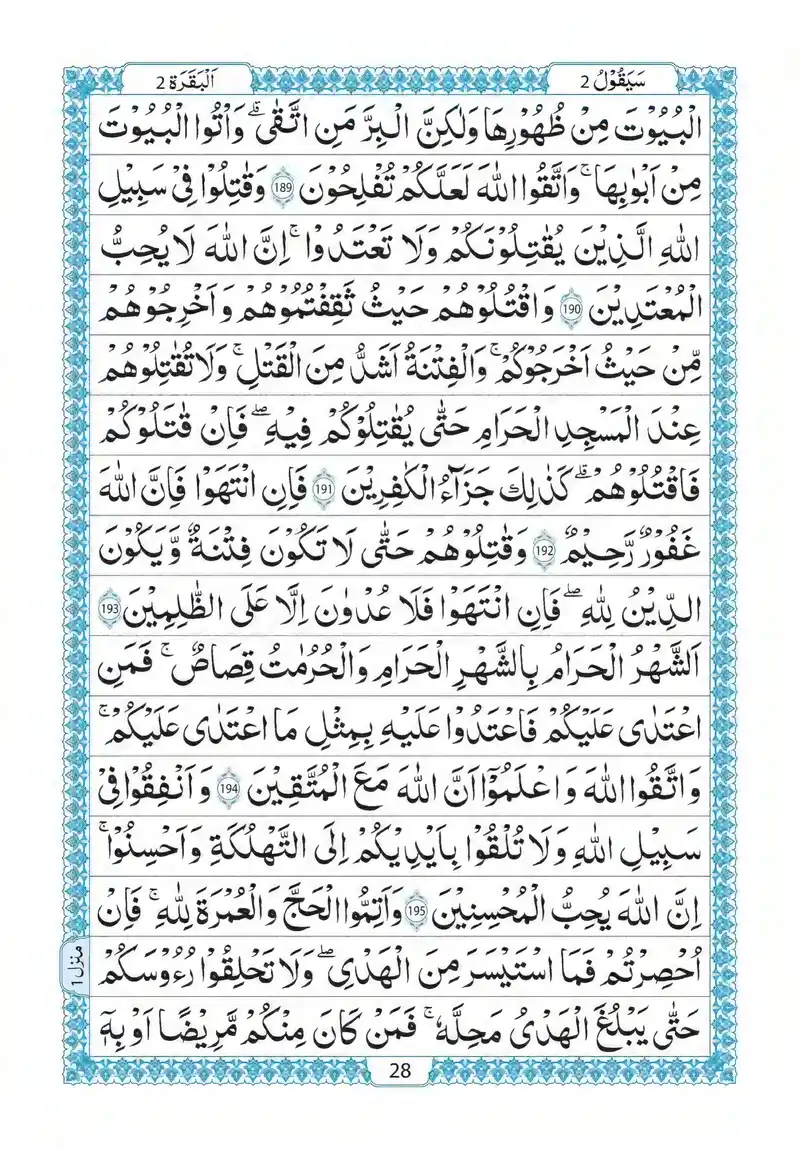 سَيَقُوْلُ 2
اَلْبَقَرَة 2
الْبُيُوْتَ مِنْ ظُهُوْرِهَا وَلٰكِنَّ الْبِرَّ مَنِ اتَّقٰىۚ وَاْتُوا الْبُيُوْتَ
مِنْ اَبْوَابِهَا۪ وَاتَّقُوا اللّٰهَ لَعَلَّكُمْ تُفْلِحُوْنَ 189 وَقَاتِلُوْا فِيْ سَبِيْلِ
اللّٰهِ الَّذِيْنَ يُقَاتِلُوْنَكُمْ وَلَا تَعْتَدُوْاؕ اِنَّ اللّٰهَ لَا يُحِبُّ
الْمُعْتَدِيْنَ 190 وَاقْتُلُوْهُمْ حَيْثُ ثَقِفْتُمُوْهُمْ وَاَخْرِجُوْهُمْ
مِّنْ حَيْثُ اَخْرَجُوْكُمْ ۚ وَالْفِتْنَةُ اَشَدُّ مِنَ الْقَتْلِ ۚ وَلَا تُقٰتِلُوْهُمْ
عِنْدَ الْمَسْجِدِ الْحَرَامِ حَتّٰى يُقٰتِلُوْكُمْ فِيْهِ ۖ فَاِنْ قٰتَلُوْكُمْ
فَاقْتُلُوْهُمْ ۗ كَذٰلِكَ جَزَآءُ الْكٰفِرِيْنَ 191 فَاِنِ انْتَهَوْا فَاِنَّ اللّٰهَ
غَفُوْرٌ رَّحِيْمٌ 192 وَقٰتِلُوْهُمْ حَتّٰى لَا تَكُوْنَ فِتْنَةٌ وَّيَكُوْنَ
الدِّيْنُ لِلّٰهِ ۖ فَاِنِ انْتَهَوْا فَلَا عُدْوَانَ اِلَّا عَلَى الظّٰلِمِيْنَ 193
اَلشَّهْرُ الْحَرَامُ بِالشَّهْرِ الْحَرَامِ وَالْحُرُمٰتُ قِصَاصٌ ۚ فَمَنِ
اعْتَدٰى عَلَيْكُمْ فَاعْتَدُوْا عَلَيْهِ بِمِثْلِ مَا اعْتَدٰى عَلَيْكُمْ ۚ
وَاتَّقُوا اللّٰهَ وَاعْلَمُوْٓا اَنَّ اللّٰهَ مَعَ الْمُتَّقِيْنَ 194 وَاَنْفِقُوْا فِيْ
سَبِيْلِ اللّٰهِ وَلَا تُلْقُوْا بِاَيْدِيْكُمْ اِلَى التَّهْلُكَةِ وَاَحْسِنُوْا ۚ
اِنَّ اللّٰهَ يُحِبُّ الْمُحْسِنِيْنَ 195 وَاَتِمُّوا الْحَجَّ وَالْعُمْرَةَ لِلّٰهِ ۚ فَاِنْ
اُحْصِرْتُمْ فَمَا اسْتَيْسَرَ مِنَ الْهَدْيِ ۖ وَلَا تَحْلِقُوْا رُءُوْسَكُمْ
حَتّٰى يَبْلُغَ الْهَدْيُ مَحِلَّهٗ ۚ فَمَنْ كَانَ مِنْكُمْ مَّرِيْضًا اَوْ بِهٖٓ
منزل 1
28